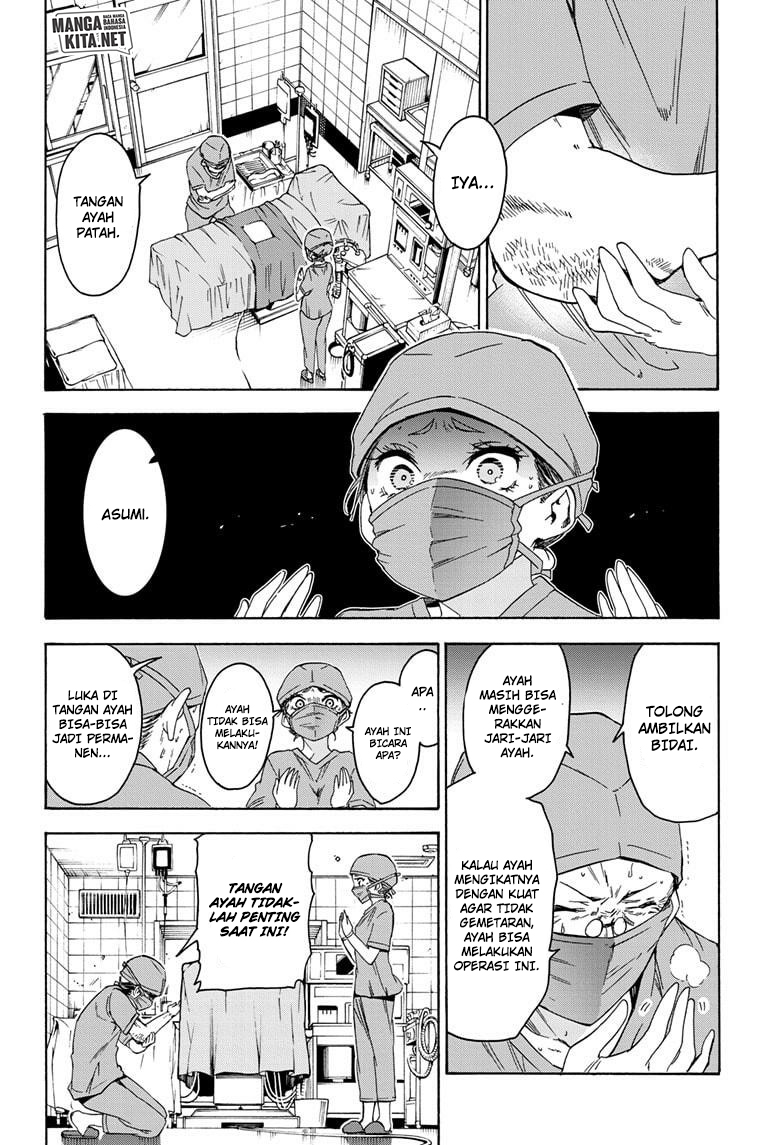 MANGA
KITA.NET
BACA MANGA
BAHASA
INDONESIA
IYA...
TANGAN
AYAH
PATAH.
ASUMI.
TOLONG
AMBILKAN
BIDAI.
AYAH
MASIH BISA
MENGGE-
RAKKAN
JARI-JARI
AYAH.
KALAU AYAH
MENGIKATNYA
DENGAN KUAT
AGAR TIDAK
GEMETARAN,
AYAH BISA
MELAKUKAN
OPERASI INI.
APA
..
AYAH INI
BICARA
APA?
AYAH
TIDAK BISA
MELAKU-
KANNYA!
LUKA DI
TANGAN AYAH
BISA-BISA
JADI PERMA-
NEN...
TANGAN
AYAH TIDAK-
LAH PENTING
SAAT INI!